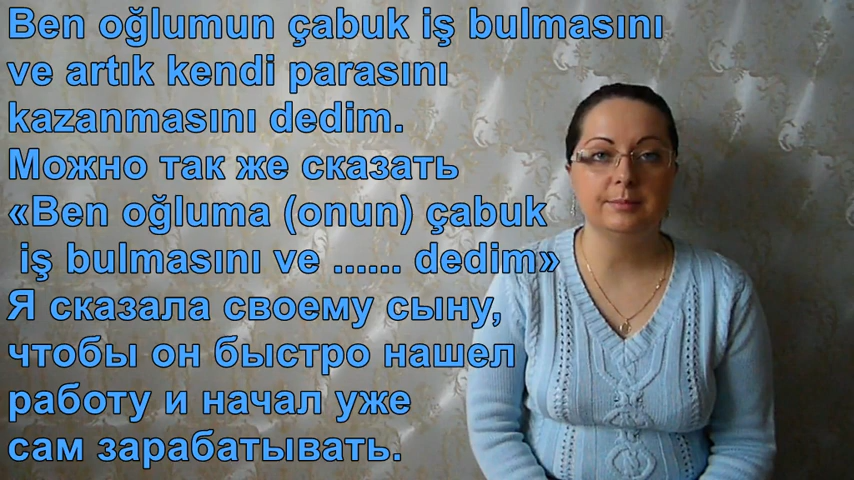 Ben oğlumun çabuk iş bulmasını
ve artık kendi parasını
kazanmasını dedim.
Можно так же сказать
«Ben oğluma (onun) çabuk
iş bulmasını ve ...... dedim»
Я сказала своему сыну,
чтобы он быстро нашел
работу и начал уже
сам зарабатывать.